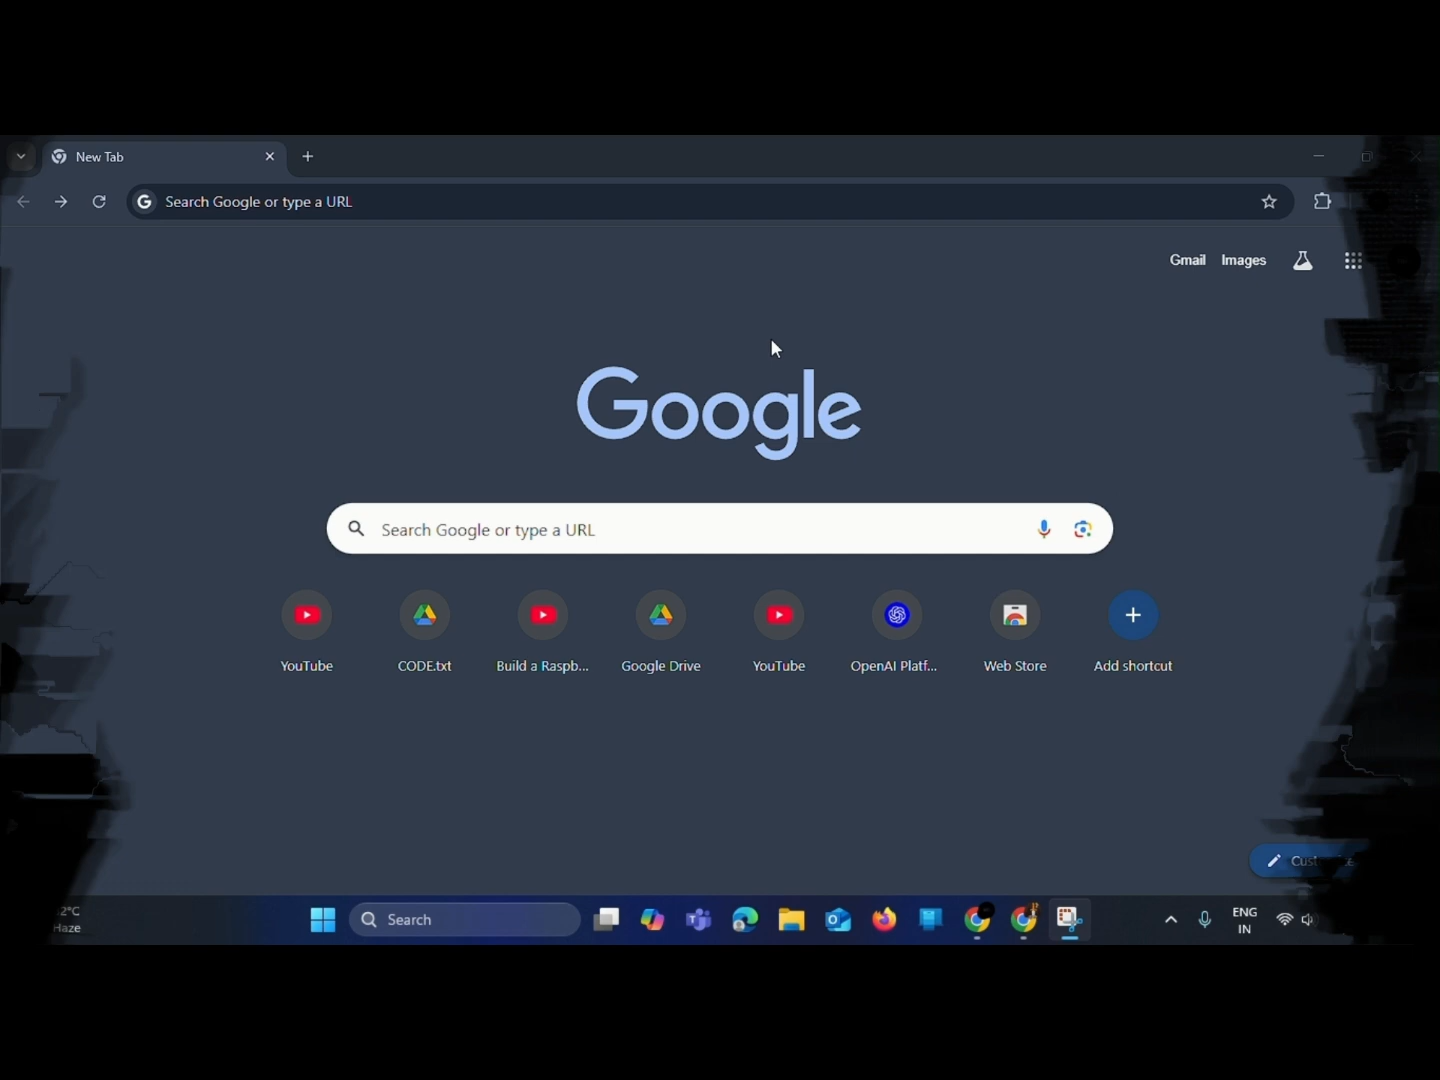 New Tab
Search Google or type a URL
Gmail Images
Google
Search Google or type a URL
YouTube
CODE.txt
Build a Raspb...
Google Drive
YouTube
OpenAI Platf...
Web Store
Add shortcut
2°C
Haze
Search
ENG
IN